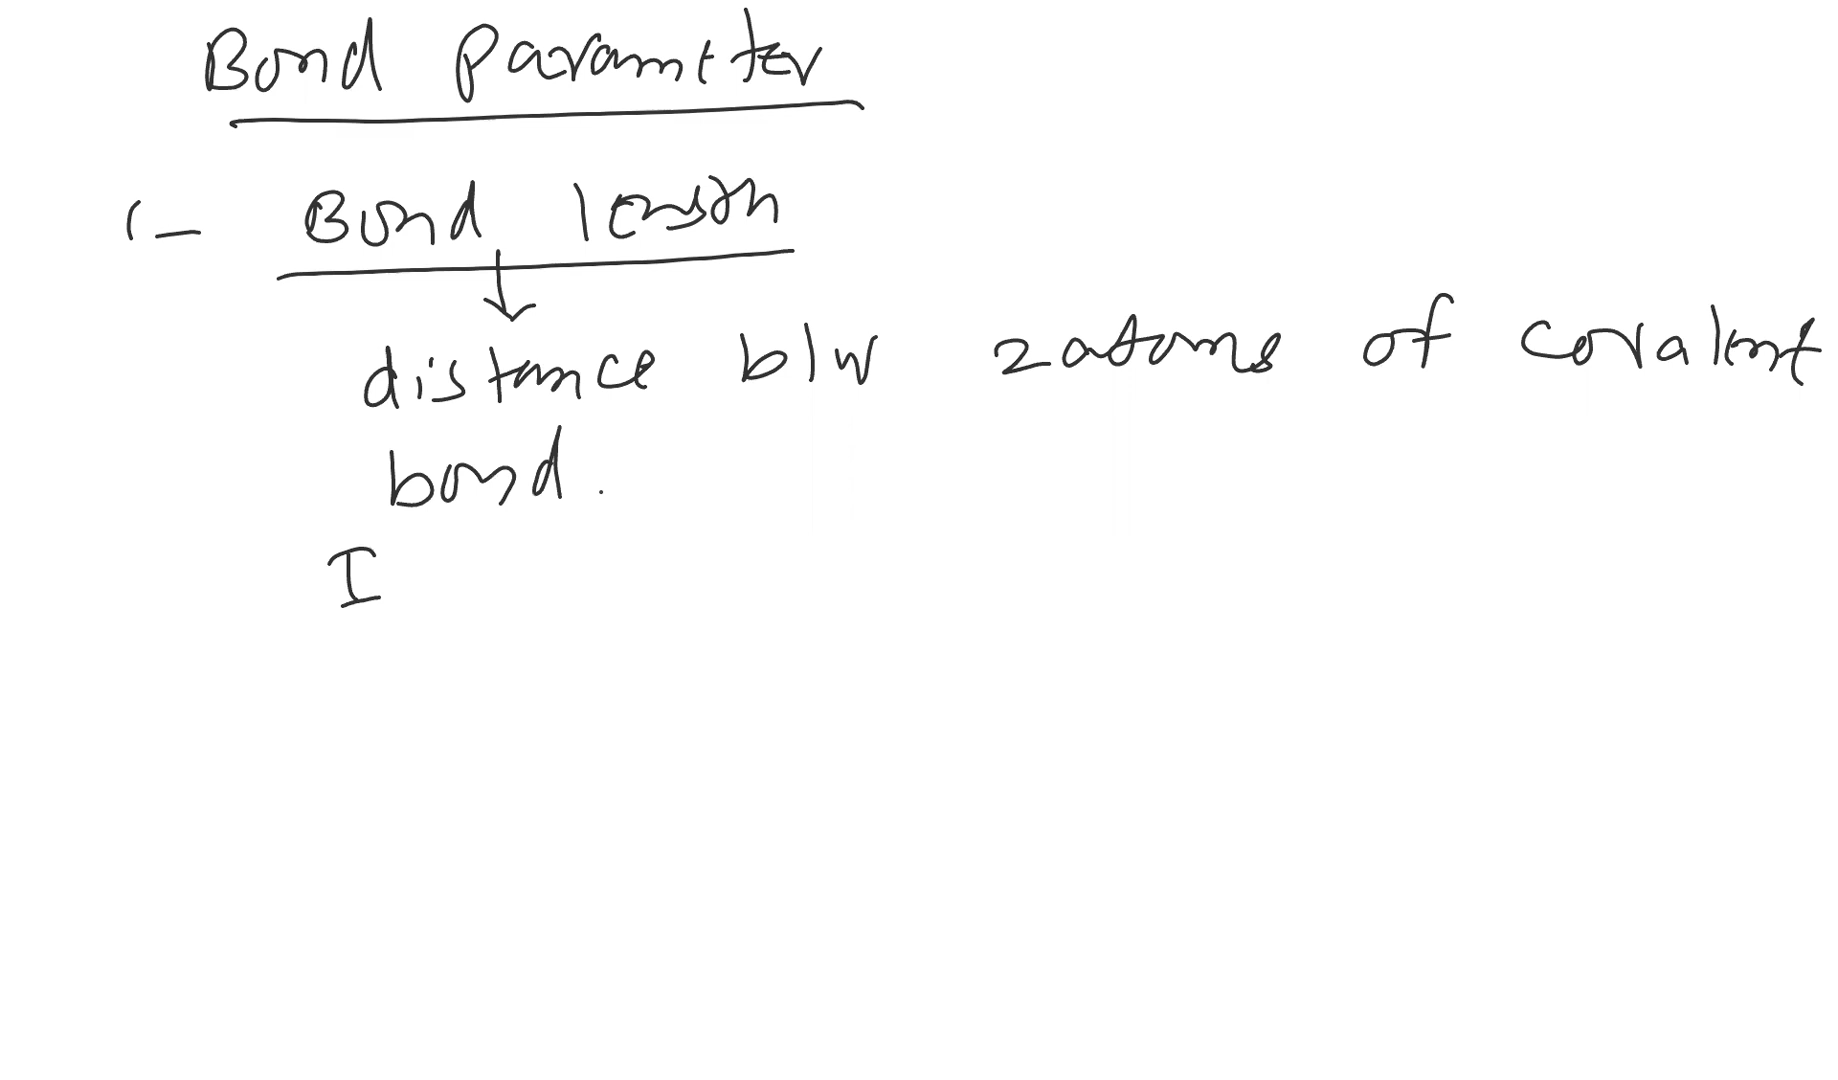 Bond Parameter
1- Bond length
↓
distance b/w 2 atoms of covalent
bond.
I